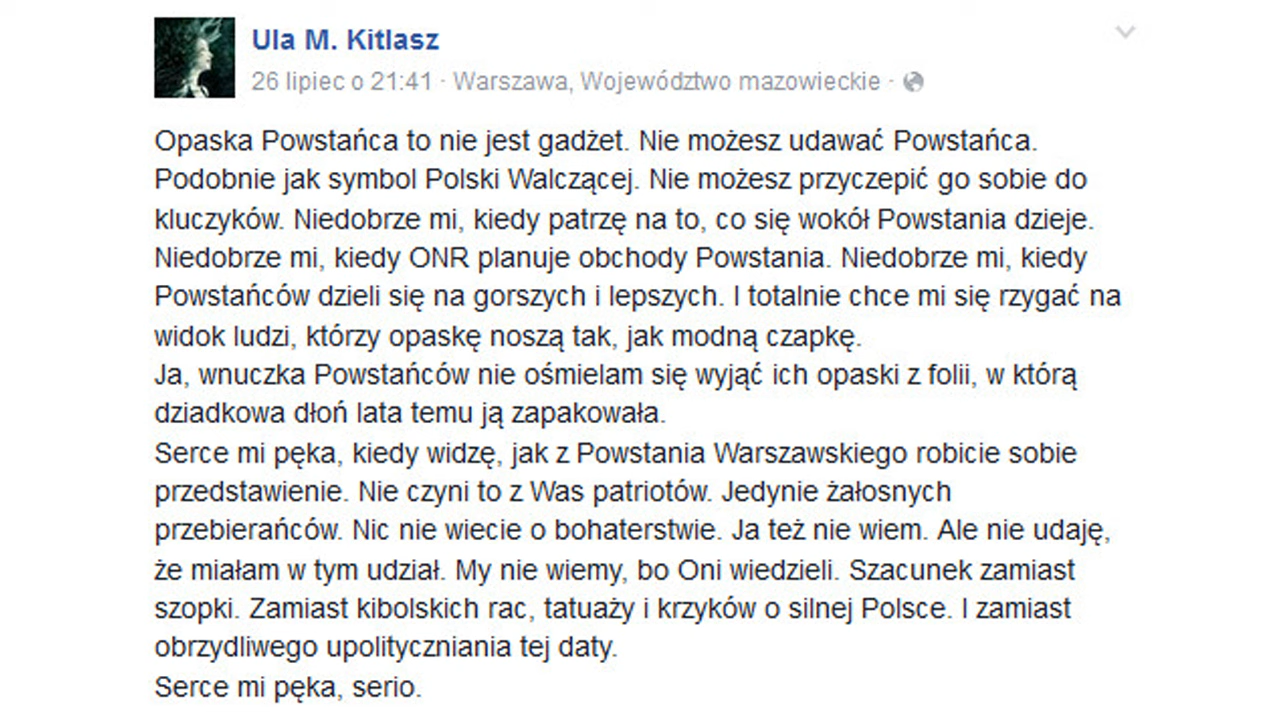 Ula M. Kitlasz
26 lipiec o 21:41 · Warszawa, Województwo mazowieckie ·
Opaska Powstańca to nie jest gadżet. Nie możesz udawać Powstańca.
Podobnie jak symbol Polski Walczącej. Nie możesz przyczepić go sobie do
kluczyków. Niedobrze mi, kiedy patrzę na to, co się wokół Powstania dzieje.
Niedobrze mi, kiedy ONR planuje obchody Powstania. Niedobrze mi, kiedy
Powstańców dzieli się na gorszych i lepszych. I totalnie chce mi się rzygać na
widok ludzi, którzy opaskę noszą tak, jak modną czapkę.
Ja, wnuczka Powstańców nie ośmielam się wyjąć ich opaski z folii, w którą
dziadkowa dłoń lata temu ją zapakowała.
Serce mi pęka, kiedy widzę, jak z Powstania Warszawskiego robicie sobie
przedstawienie. Nie czyni to z Was patriotów. Jedynie żałosnych
przebierańców. Nic nie wiecie o bohaterstwie. Ja też nie wiem. Ale nie udaję,
że miałam w tym udział. My nie wiemy, bo Oni wiedzieli. Szacunek zamiast
szopki. Zamiast kibolskich rac, tatuaży i krzyków o silnej Polsce. I zamiast
obrzydliwego upolityczniania tej daty.
Serce mi pęka, serio.